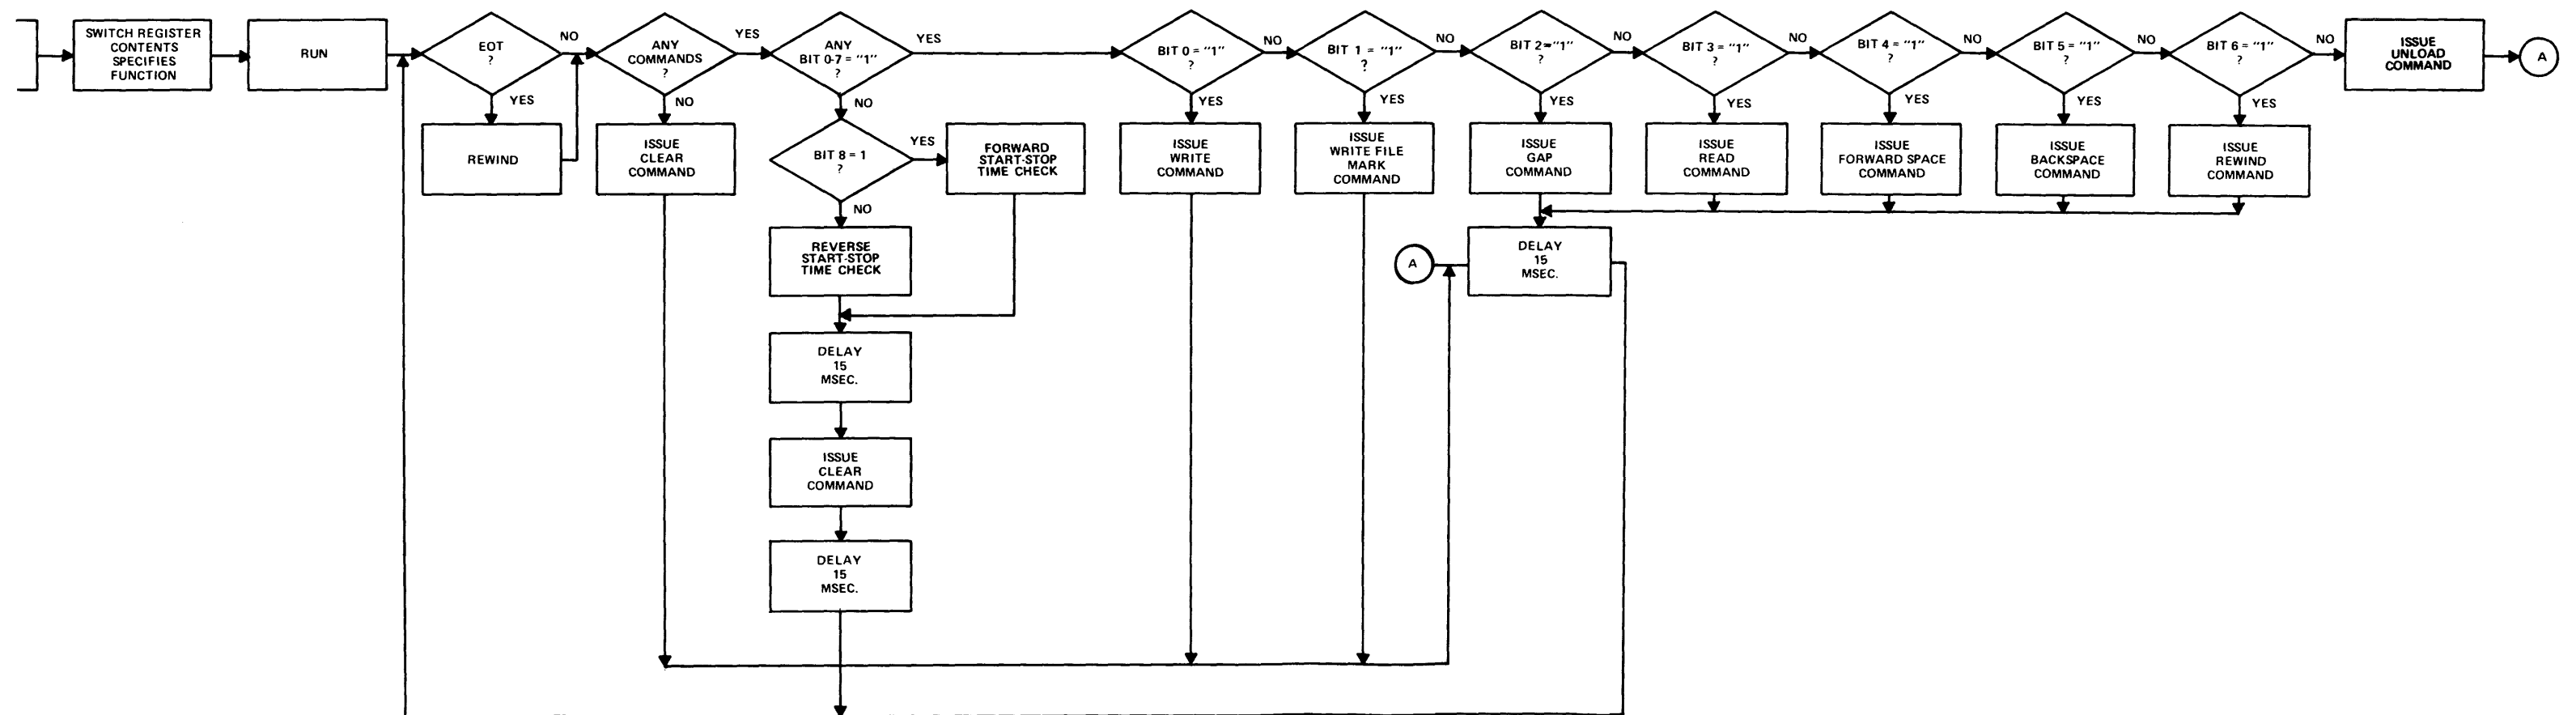 SWITCH REGISTER
CONTENTS
SPECIFIES
FUNCTION
RUN
EOT
?
NO
YES
REWIND
ANY
COMMANDS
?
YES
NO
ISSUE
CLEAR
COMMAND
ANY
BIT 0-7 = "1"
?
YES
NO
BIT 8 = 1
?
YES
NO
FORWARD
START-STOP
TIME CHECK
REVERSE
START-STOP
TIME CHECK
DELAY
15
MSEC.
ISSUE
CLEAR
COMMAND
DELAY
15
MSEC.
BIT 0 = "1"
?
NO
YES
ISSUE
WRITE
COMMAND
BIT 1 = "1"
?
NO
YES
ISSUE
WRITE FILE
MARK
COMMAND
BIT 2="1"
?
NO
YES
ISSUE
GAP
COMMAND
A
DELAY
15
MSEC.
BIT 3 = "1"
?
NO
YES
ISSUE
READ
COMMAND
BIT 4 = "1"
?
NO
YES
ISSUE
FORWARD SPACE
COMMAND
BIT 5 = "1"
?
NO
YES
ISSUE
BACKSPACE
COMMAND
BIT 6 = "1"
?
NO
YES
ISSUE
REWIND
COMMAND
ISSUE
UNLOAD
COMMAND
A